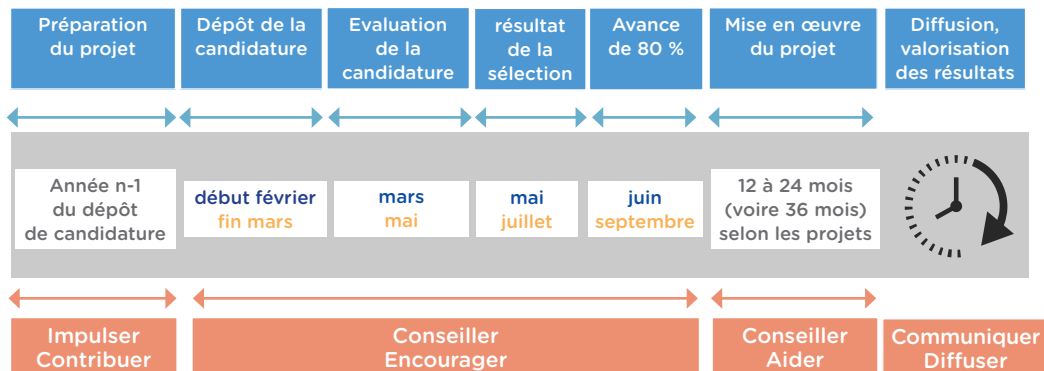 Préparation
du projet
Dépôt de la
candidature
Evaluation
de la
candidature
résultat
de la
sélection
Avance
de 80 %
Mise en œuvre
du projet
Diffusion,
valorisation
des résultats
Année n-1
du dépôt
de candidature
début février
fin mars
mars
mai
mai
juillet
juin
septembre
12 à 24 mois
(voire 36 mois)
selon les projets
Impulser
Contribuer
Conseiller
Encourager
Conseiller
Aider
Communiquer
Diffuser